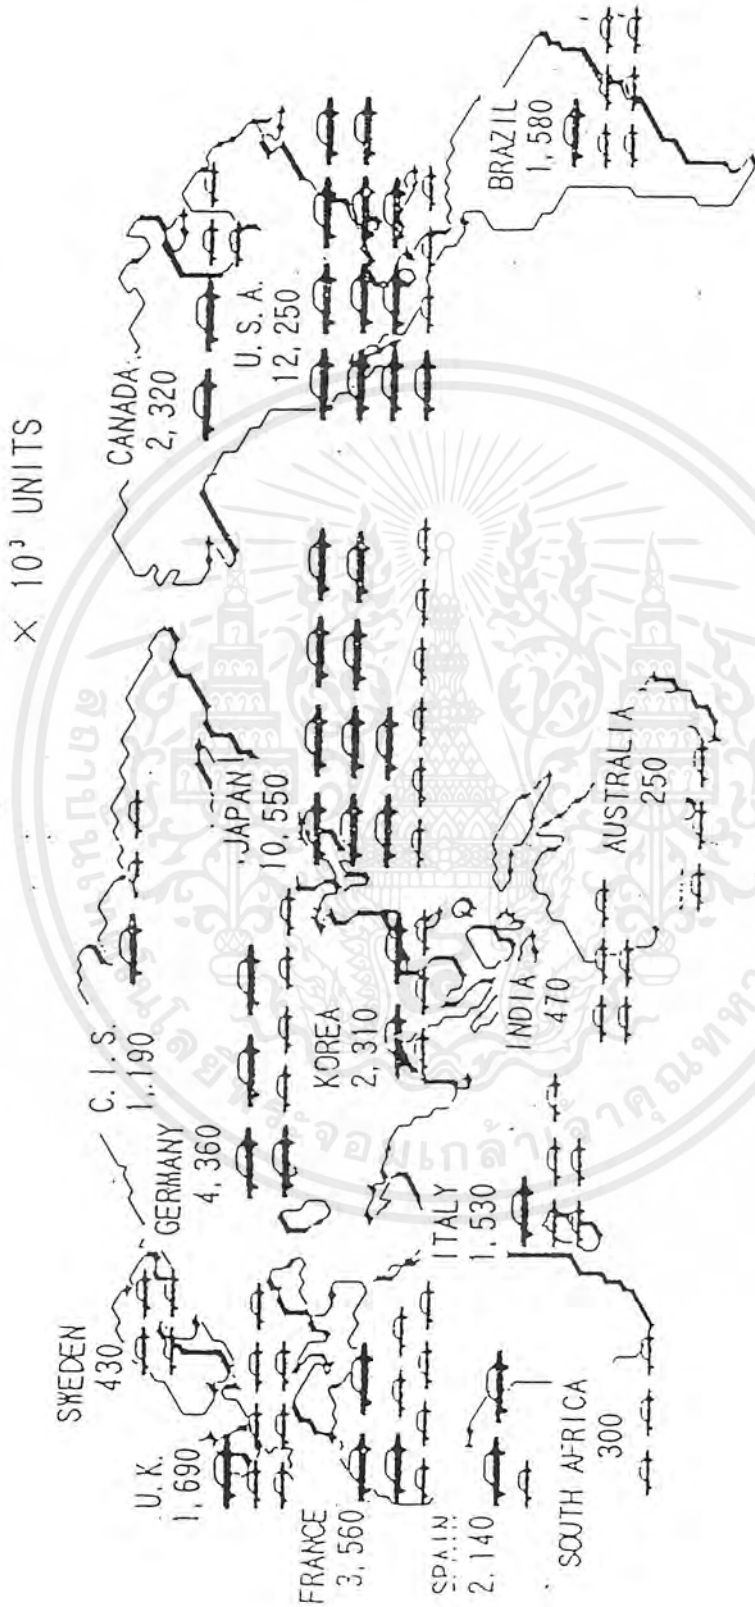 × 10³ UNITS
SWEDEN
430
C.I.S.
1,190
CANADA
2,320
U.K.
1,690
GERMANY
4,360
JAPAN
10,550
U.S.A.
12,250
FRANCE
3,560
KOREA
2,310
SPAIN
2,140
ITALY
1,530
INDIA
470
BRAZIL
1,580
SOUTH AFRICA
300
AUSTRALIA
250